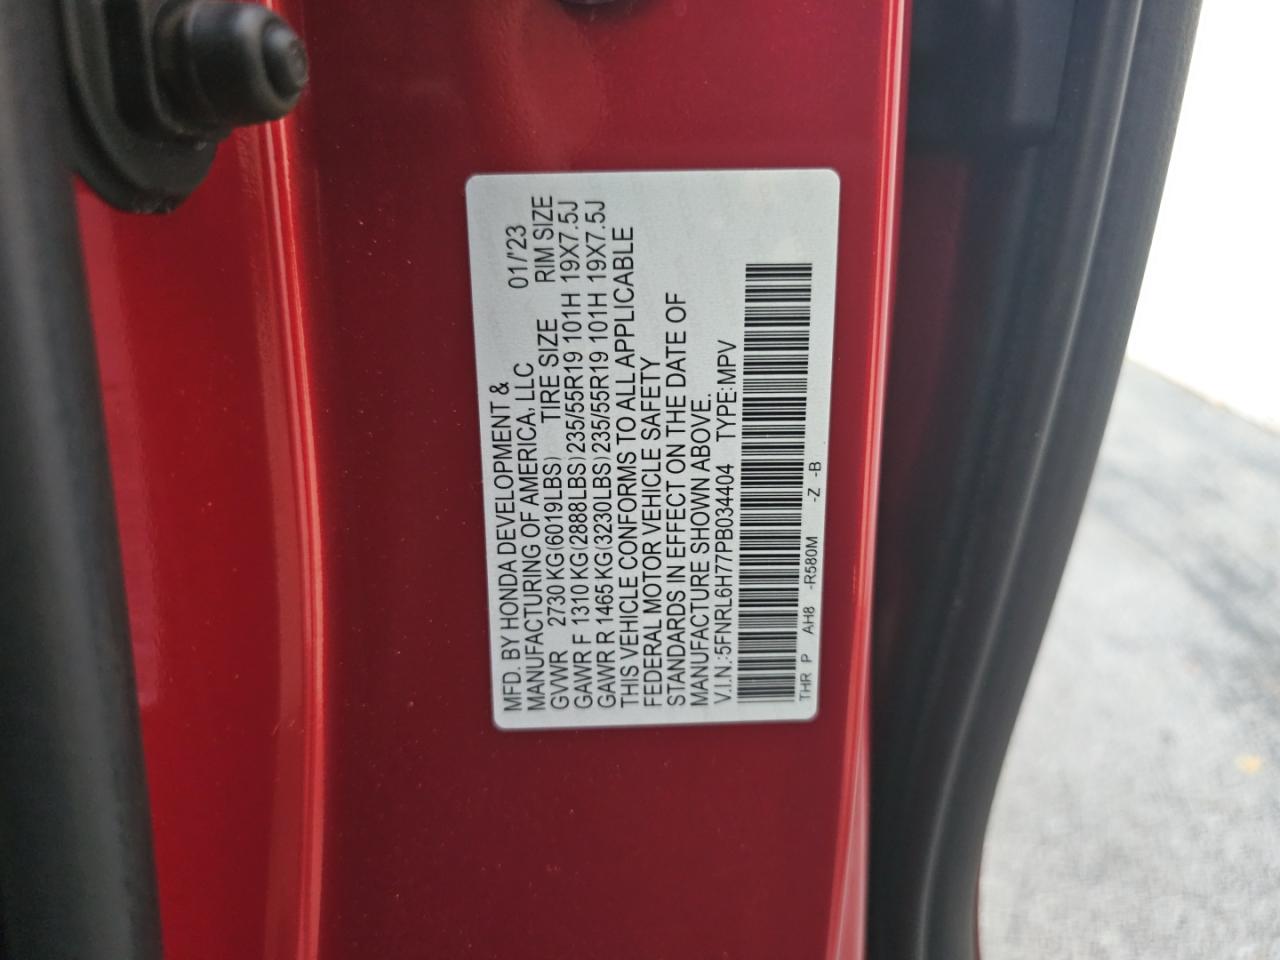 MFD. BY HONDA DEVELOPMENT &
MANUFACTURING OF AMERICA, LLC 01/'23
GVWR 2730 KG(6019LBS) TIRE SIZE RIM SIZE
GAWR F 1310 KG(2888LBS)235/55R19 101H 19X7.5J
GAWR R 1465 KG(3230LBS)235/55R19 101H 19X7.5J
THIS VEHICLE CONFORMS TO ALL APPLICABLE
FEDERAL MOTOR VEHICLE SAFETY
STANDARDS IN EFFECT ON THE DATE OF
MANUFACTURE SHOWN ABOVE.
V.I.N.:5FNRL6H77PB034404 TYPE:MPV
THR P AH8 -R580M -Z -B